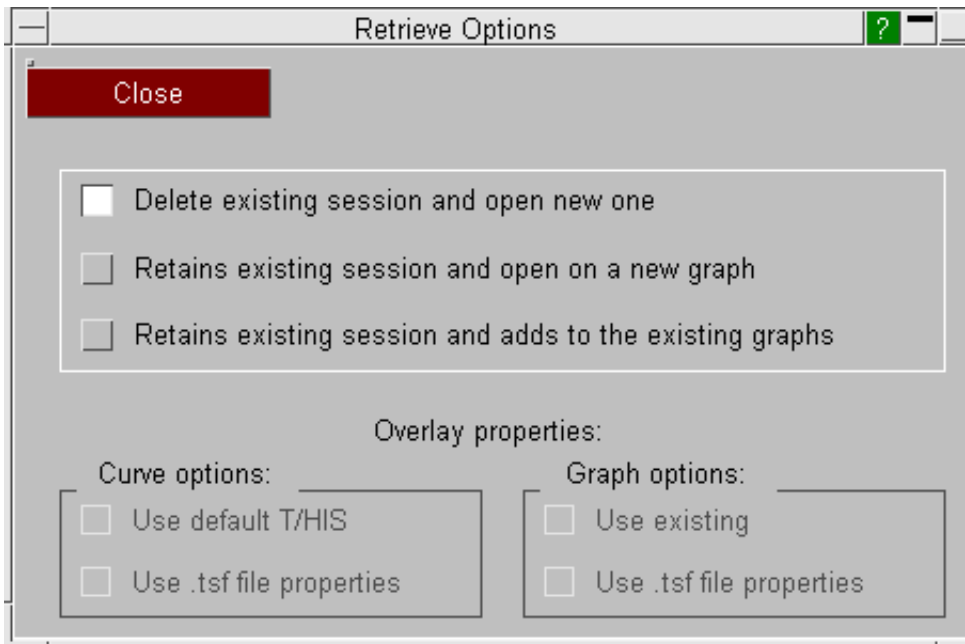 Retrieve Options
?
Close
Delete existing session and open new one
Retains existing session and open on a new graph
Retains existing session and adds to the existing graphs
Overlay properties:
Curve options:
Graph options:
Use default T/HIS
Use existing
Use .tsf file properties
Use .tsf file properties